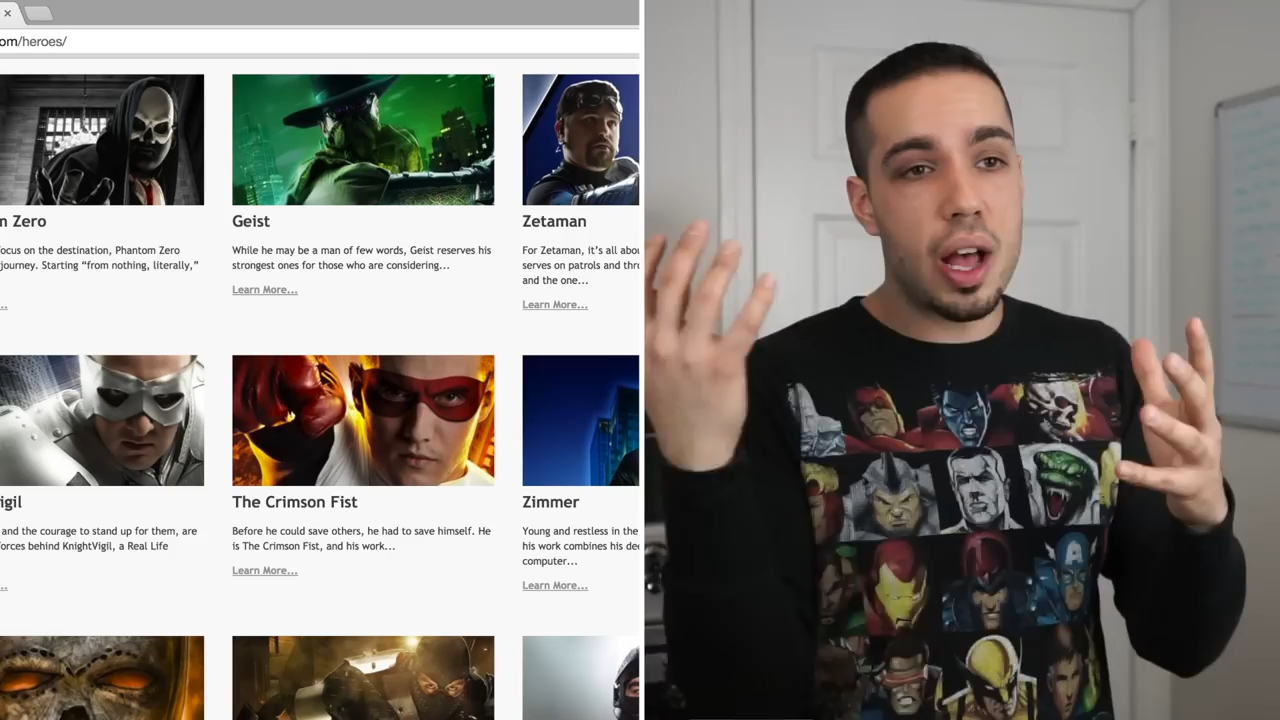 om/heroes/
m Zero
ocus on the destination, Phantom Zero
journey. Starting “from nothing, literally,”
...
Geist
While he may be a man of few words, Geist reserves his
strongest ones for those who are considering...
Learn More...
Zetaman
For Zetaman, it’s all abou
serves on patrols and thro
and the one...
Learn More...
igil
and the courage to stand up for them, are
orces behind KnightVigil, a Real Life
...
The Crimson Fist
Before he could save others, he had to save himself. He
is The Crimson Fist, and his work...
Learn More...
Zimmer
Young and restless in the
his work combines his dee
computer...
Learn More...